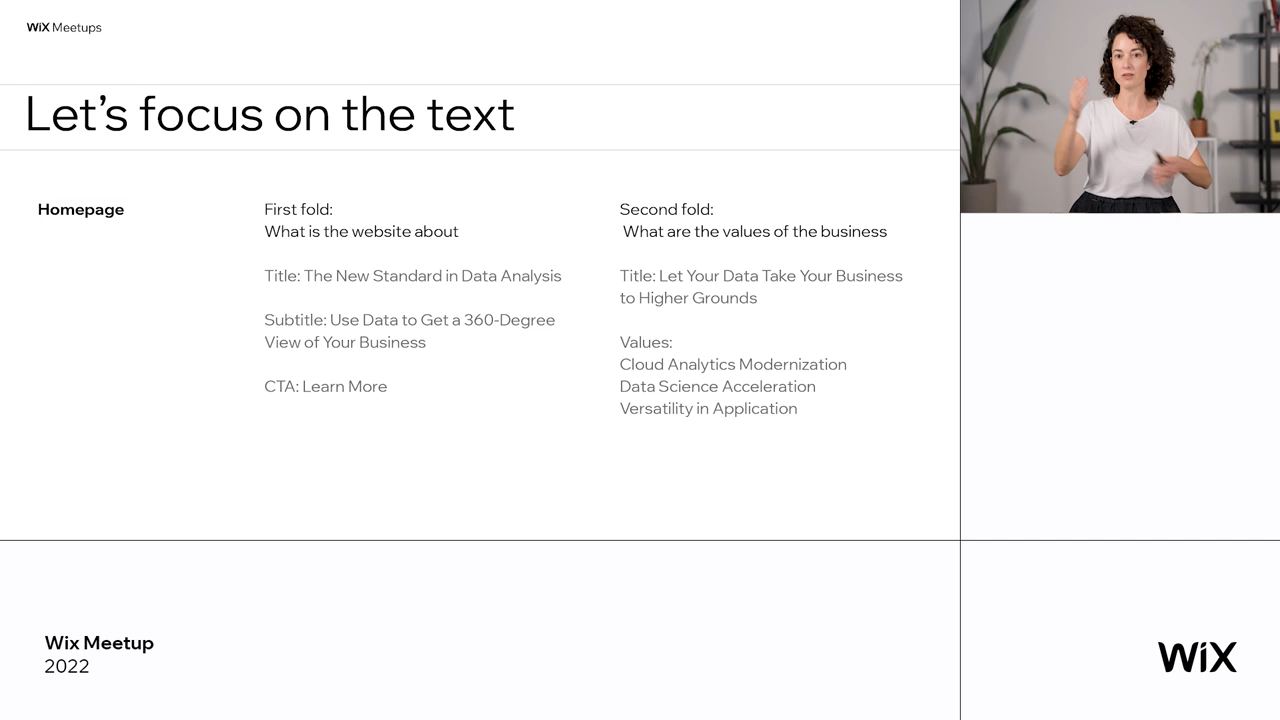 WiX Meetups
Let's focus on the text
Homepage
First fold:
What is the website about
Title: The New Standard in Data Analysis
Subtitle: Use Data to Get a 360-Degree
View of Your Business
CTA: Learn More
Second fold:
What are the values of the business
Title: Let Your Data Take Your Business
to Higher Grounds
Values:
Cloud Analytics Modernization
Data Science Acceleration
Versatility in Application
Wix Meetup
2022
WiX